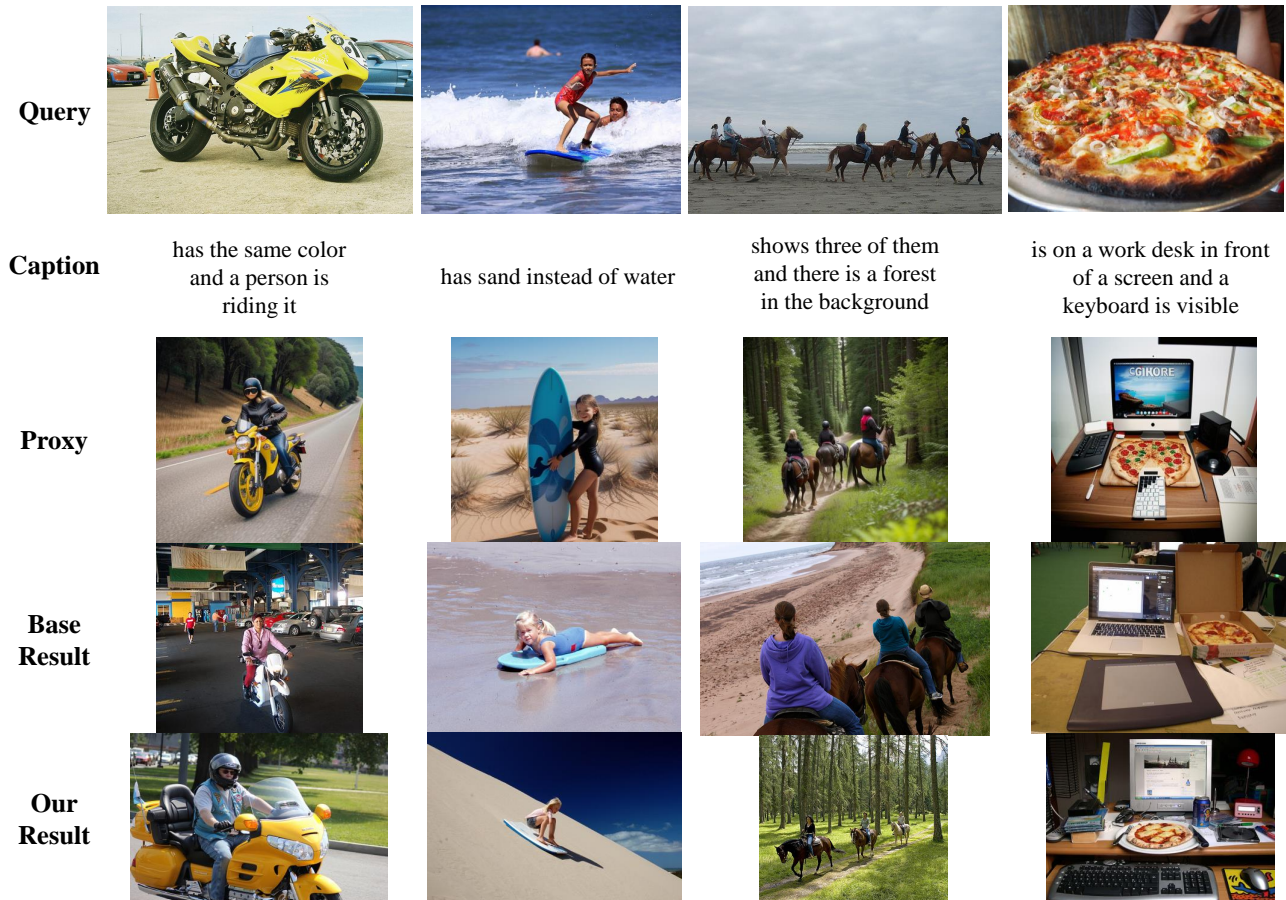 Query
Caption
has the same color
and a person is
riding it
has sand instead of water
shows three of them
and there is a forest
in the background
is on a work desk in front
of a screen and a
keyboard is visible
Proxy
GIKORE
Base
Result
Our
Result